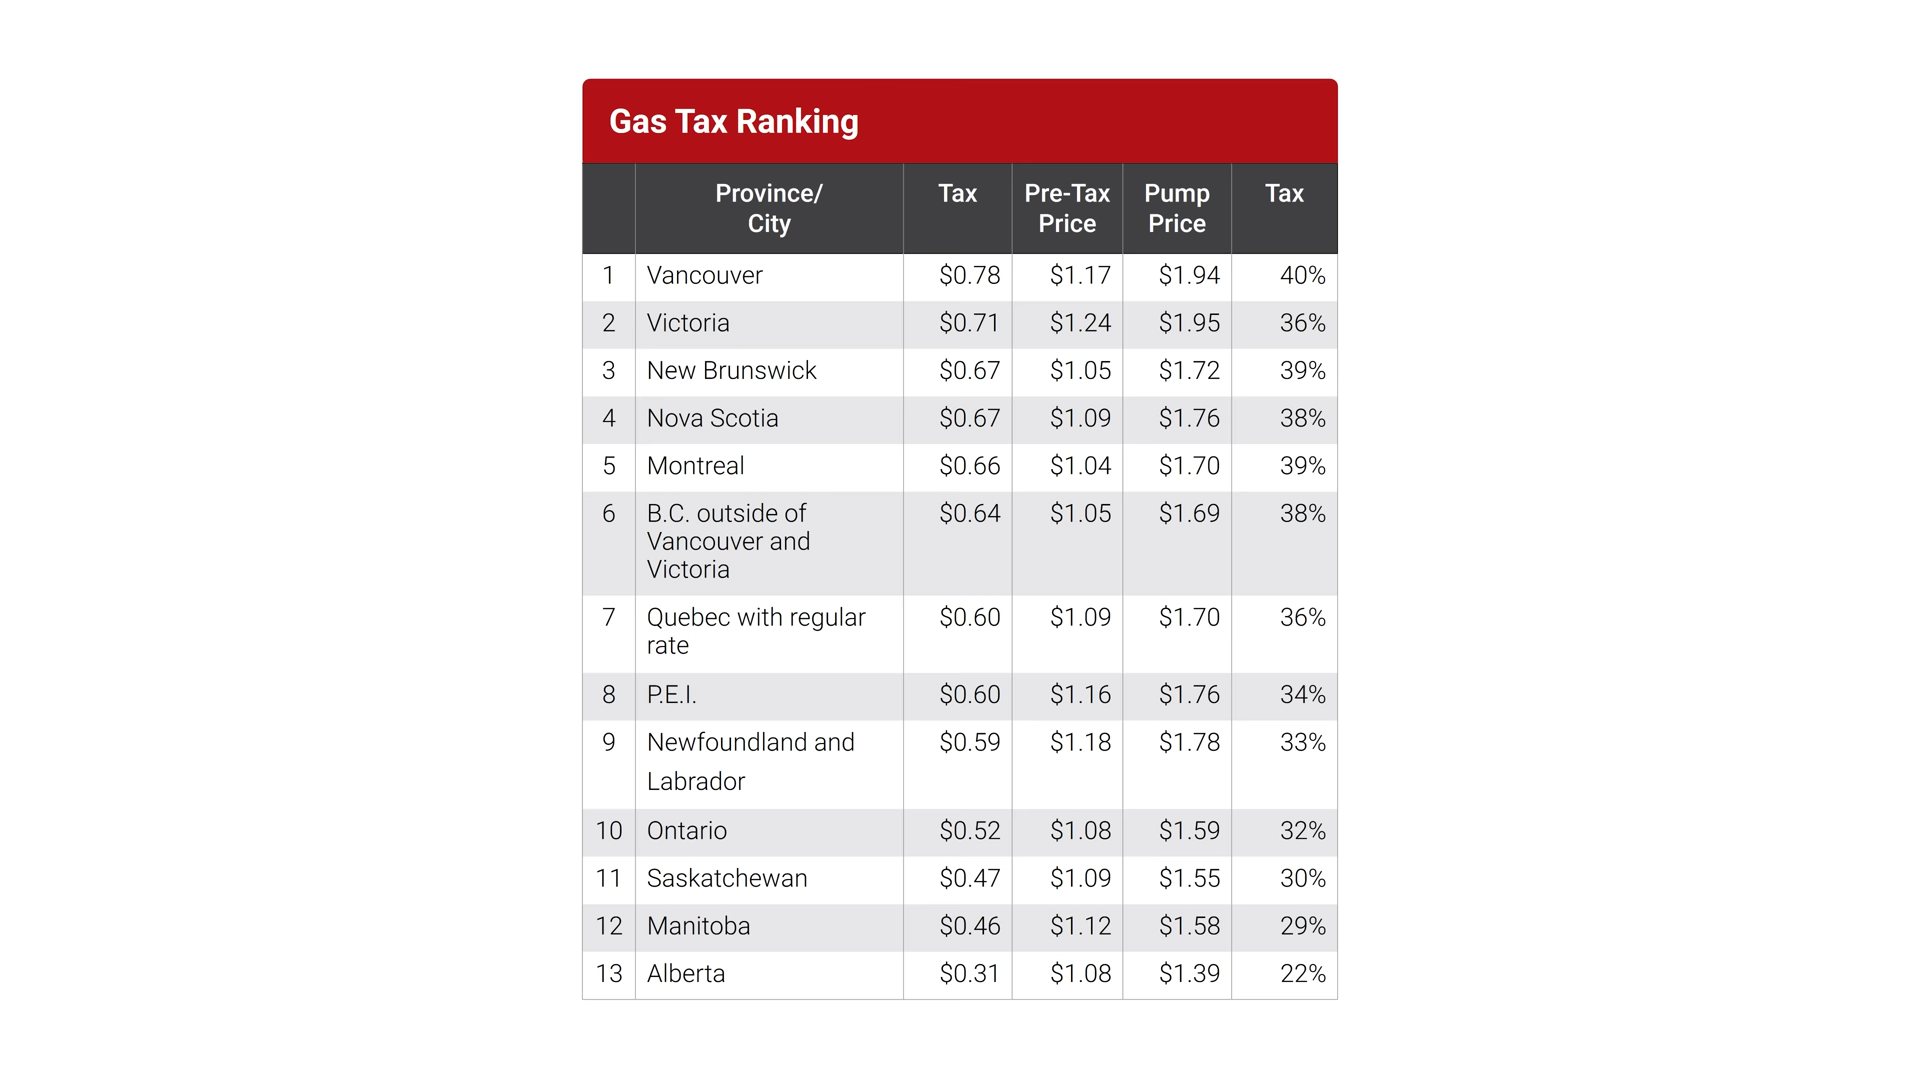 Gas Tax Ranking
Province/ Tax Pre-Tax Pump Tax
City Price Price
1 Vancouver $0.78 $1.17 $1.94 40%
2 Victoria $0.71 $1.24 $1.95 36%
3 New Brunswick $0.67 $1.05 $1.72 39%
4 Nova Scotia $0.67 $1.09 $1.76 38%
5 Montreal $0.66 $1.04 $1.70 39%
6 B.C. outside of $0.64 $1.05 $1.69 38%
Vancouver and
Victoria
7 Quebec with regular $0.60 $1.09 $1.70 36%
rate
8 P.E.I. $0.60 $1.16 $1.76 34%
9 Newfoundland and $0.59 $1.18 $1.78 33%
Labrador
10 Ontario $0.52 $1.08 $1.59 32%
11 Saskatchewan $0.47 $1.09 $1.55 30%
12 Manitoba $0.46 $1.12 $1.58 29%
13 Alberta $0.31 $1.08 $1.39 22%